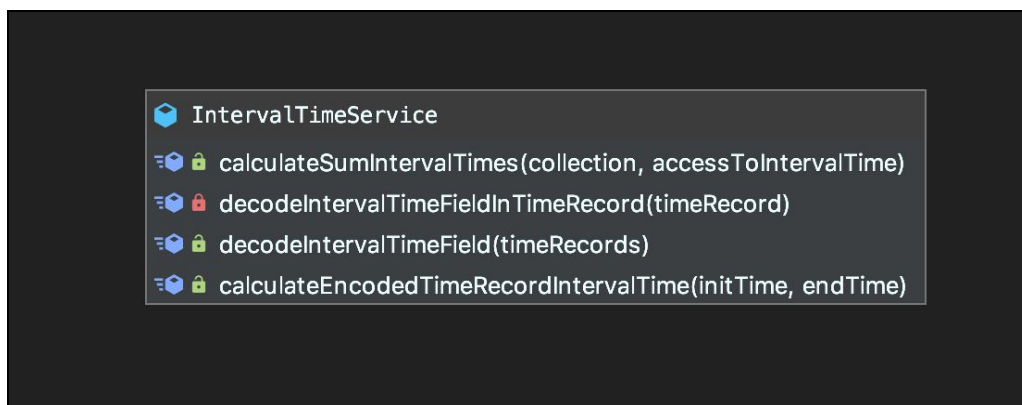 IntervalTimeService
calculateSumIntervalTimes(collection, accessToIntervalTime)
decodeIntervalTimeFieldInTimeRecord(timeRecord)
decodeIntervalTimeField(timeRecords)
calculateEncodedTimeRecordIntervalTime(initTime, endTime)